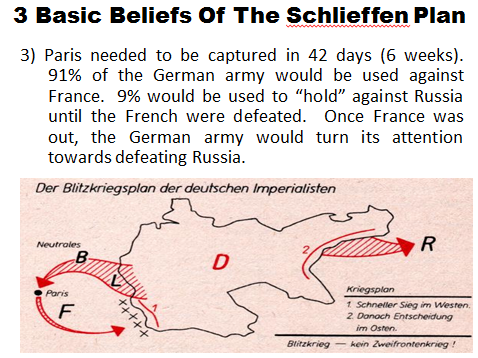 3 Basic Beliefs Of The Schlieffen Plan
3) Paris needed to be captured in 42 days (6 weeks).
91% of the German army would be used against
France. 9% would be used to “hold” against Russia
until the French were defeated. Once France was
out, the German army would turn its attention
towards defeating Russia.
Der Blitzkriegsplan der deutschen Imperialisten
Neutrales
B
L
Paris
F
1
D
2
R
Kriegsplan
1. Schneller Sieg im Westen.
2. Danach Entscheidung
im Osten.
Blitzkrieg — kein Zweifrontenkrieg !